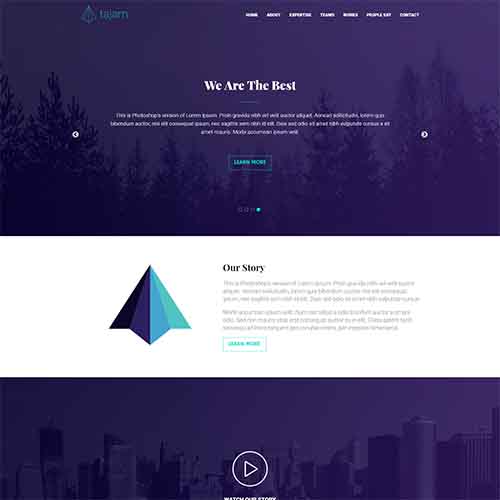 tajam
HOME ABOUT EXPERTISE TEAMS WORKS PEOPLE SAY CONTACT
We Are The Best
This is Photoshop's version of Lorem Ipsum. Proin gravida nibh vel velit auctor aliquet. Aenean sollicitudin, lorem quis
bibendum auctor, nisi elit consequat ipsum, nec sagittis sem nibh id elit. Duis sed odio sit amet nibh vulputate cursus a
sit amet mauris. Morbi accumsan ipsum velit.
LEARN MORE
Our Story
This is Photoshop's version of Lorem Ipsum. Proin gravida nibh vel velit auctor
aliquet. Aenean sollicitudin, lorem quis bibendum auctor, nisi elit consequat
ipsum, nec sagittis sem nibh id elit. Duis sed odio sit amet nibh vulputate cursus
LEARN MORE
WATCH OUR STORY